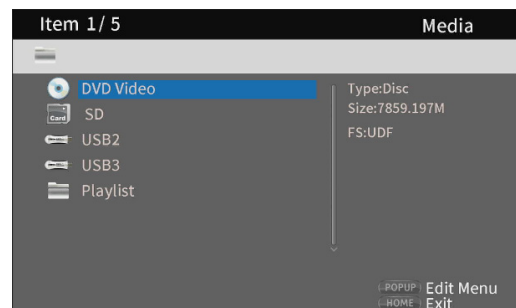 Item 1/ 5
Media
DVD Video
Card
SD
USB2
USB3
Playlist
Type:Disc
Size:7859.197M
FS:UDF
POPUP Edit Menu
HOME Exit